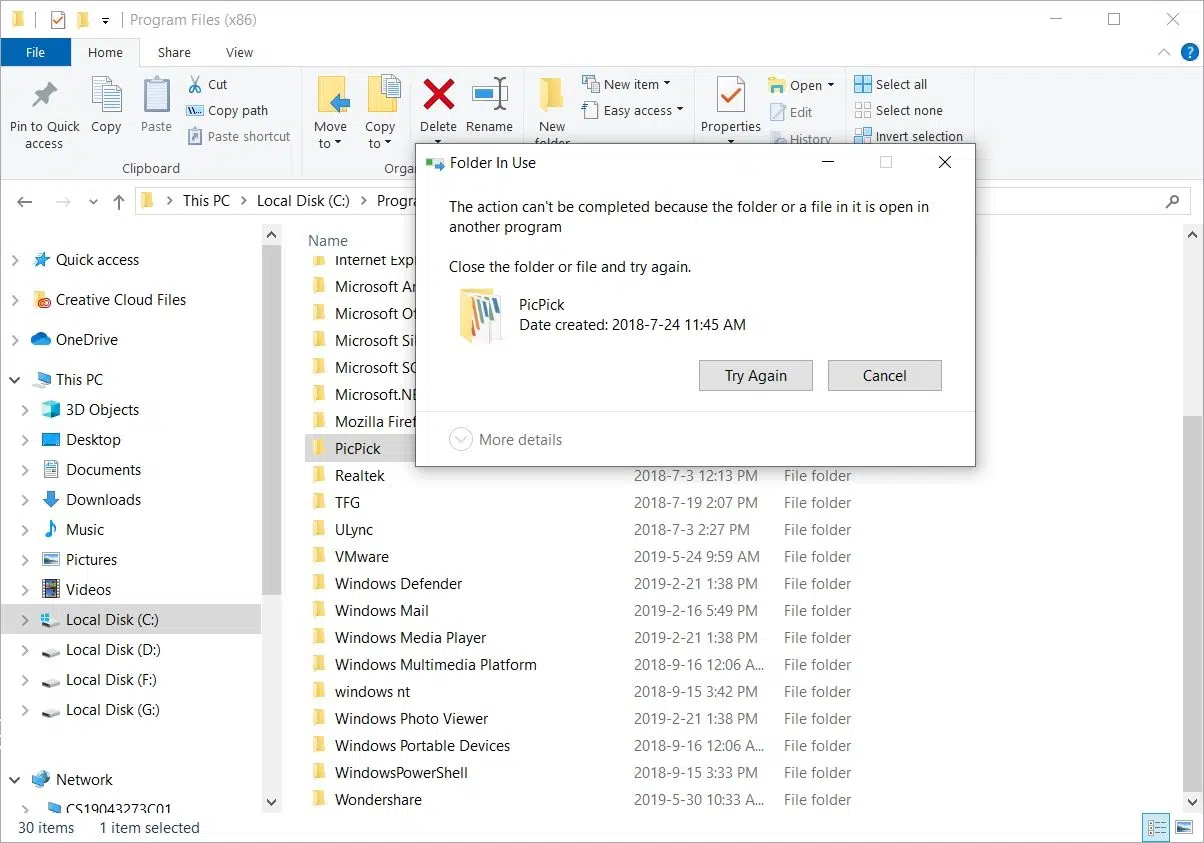 Program Files (x86)
File Home Share View
Pin to Quick access
Copy
Paste
Cut
Copy path
Paste shortcut
Clipboard
Move to
Copy to
Delete
Rename
New folder
New item
Easy access
Properties
Open
Edit
History
Select all
Select none
Invert selection
This PC > Local Disk (C:) >
Folder In Use
The action can't be completed because the folder or a file in it is open in
another program
Close the folder or file and try again.
PicPick
Date created: 2018-7-24 11:45 AM
Try Again Cancel
More details
Quick access
Creative Cloud Files
OneDrive
This PC
3D Objects
Desktop
Documents
Downloads
Music
Pictures
Videos
Local Disk (C:)
Local Disk (D:)
Local Disk (F:)
Local Disk (G:)
Network
CS19043273C01
Name
Internet Exp
Microsoft
Microsoft
Microsoft
Microsoft
Microsoft.NE
Mozilla Firef
PicPick
Realtek 2018-7-3 12:13 PM File folder
TFG 2018-7-19 2:07 PM File folder
ULync 2018-7-3 2:27 PM File folder
VMware 2019-5-24 9:59 AM File folder
Windows Defender 2019-2-21 1:38 PM File folder
Windows Mail 2019-2-16 5:49 PM File folder
Windows Media Player 2019-2-21 1:38 PM File folder
Windows Multimedia Platform 2018-9-16 12:06 A... File folder
windows nt 2018-9-15 3:42 PM File folder
Windows Photo Viewer 2019-2-21 1:38 PM File folder
Windows Portable Devices 2018-9-16 12:06 A... File folder
WindowsPowerShell 2018-9-15 3:33 PM File folder
Wondershare 2019-5-30 10:33 A... File folder
30 items 1 item selected